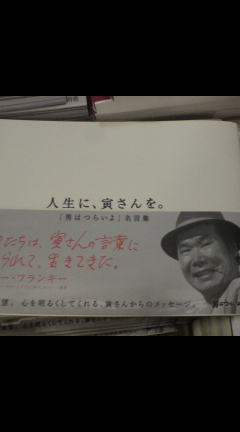 人生に、寅さんを。
『男はつらいよ』名言集
たちは、寅さんの言葉に
られて、生きてきた。
ー・フランキー
望。心を明るくしてくれる、寅さんからのメッセージ。